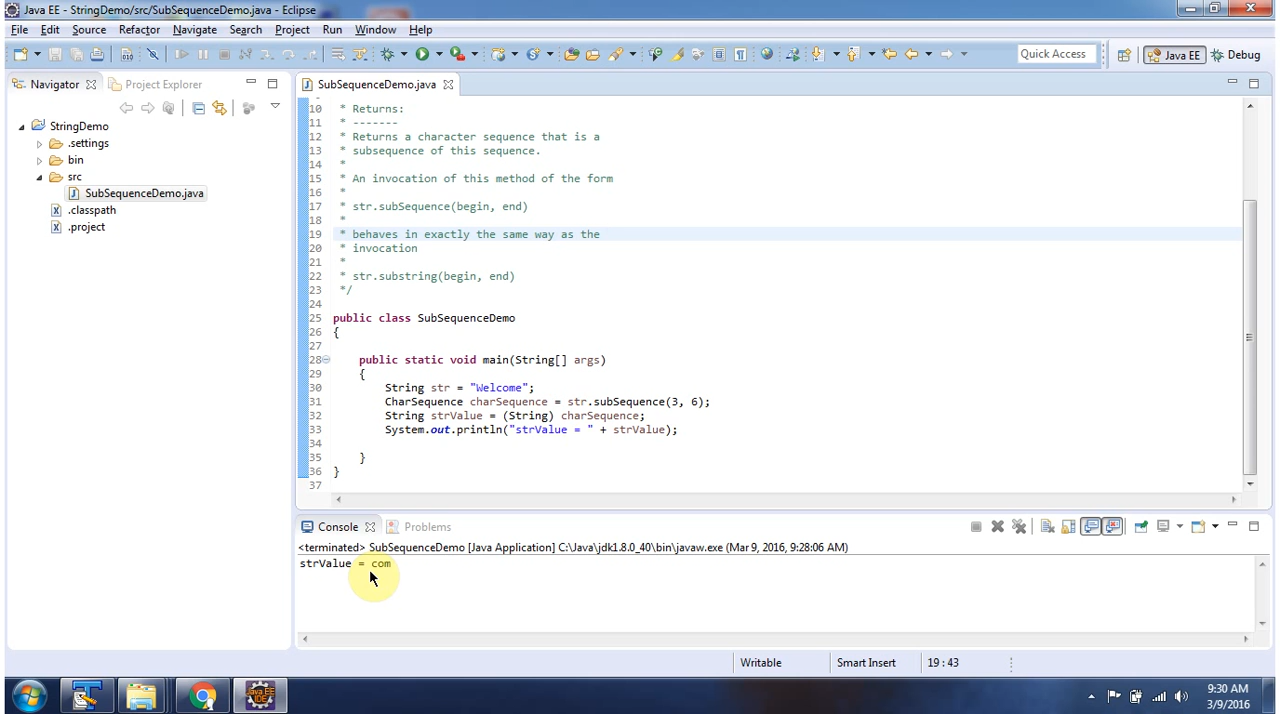 Java EE - StringDemo/src/SubSequenceDemo.java - Eclipse
File Edit Source Refactor Navigate Search Project Run Window Help
Quick Access Java EE Debug
Navigator Project Explorer
SubSequenceDemo.java
StringDemo
.settings
bin
src
SubSequenceDemo.java
.classpath
.project
10 * Returns:
11 * -------
12 * Returns a character sequence that is a
13 * subsequence of this sequence.
14 *
15 * An invocation of this method of the form
16 *
17 * str.subSequence(begin, end)
18 *
19 * behaves in exactly the same way as the
20 * invocation
21 *
22 * str.substring(begin, end)
23 */
24
25 public class SubSequenceDemo
26 {
27
28 public static void main(String[] args)
29 {
30 String str = "Welcome";
31 CharSequence charSequence = str.subSequence(3, 6);
32 String strValue = (String) charSequence;
33 System.out.println("strValue = " + strValue);
34
35 }
36 }
37
Console Problems
<terminated> SubSequenceDemo [Java Application] C:\Java\jdk1.8.0_40\bin\javaw.exe (Mar 9, 2016, 9:28:06 AM)
strValue = com
Writable Smart Insert 19 : 43
Java EE
IDE
9:30 AM
3/9/2016